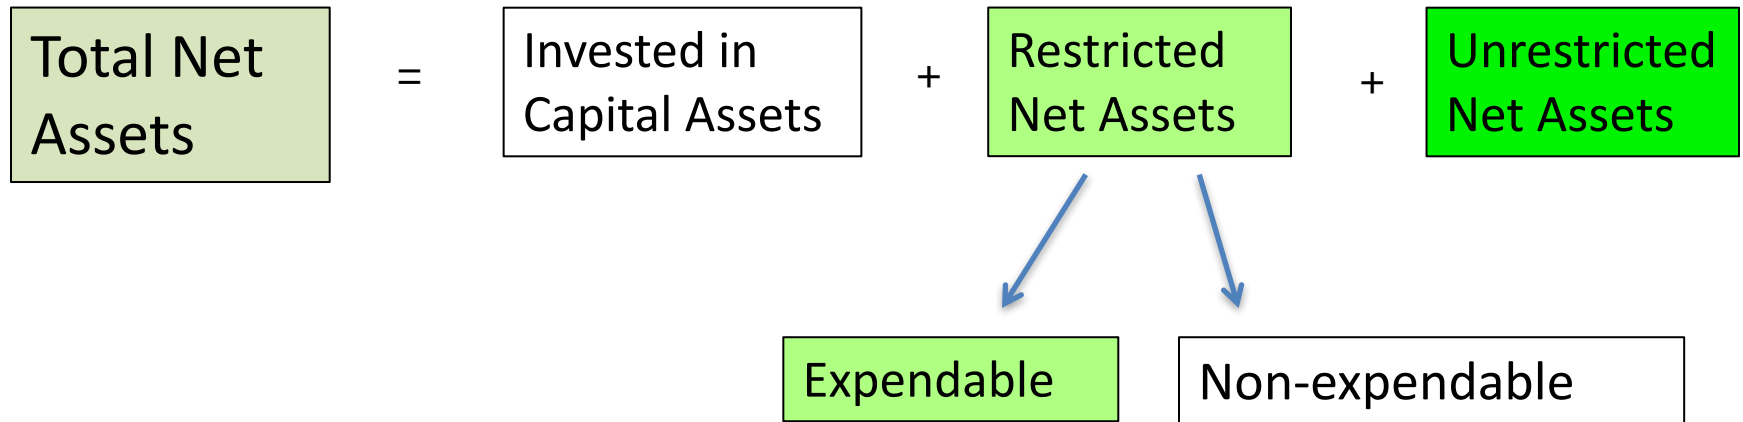 Total Net
Assets
=
Invested in
Capital Assets
+
Restricted
Net Assets
+
Unrestricted
Net Assets
Expendable
Non-expendable